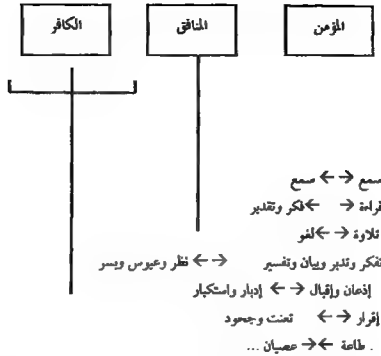 المؤمن المنافق الكافر
سمع ←→ سمع
قراءة → ← فكر وتقدير
تلاوة →← لغو
تفكر وتدبر وبيان وتفسير →← نظر وعبوس وبسر
إذعان وإقبال →← إدبار واستكبار
إقرار →← تعنت وجحود
. طاعة →← عصيان ...